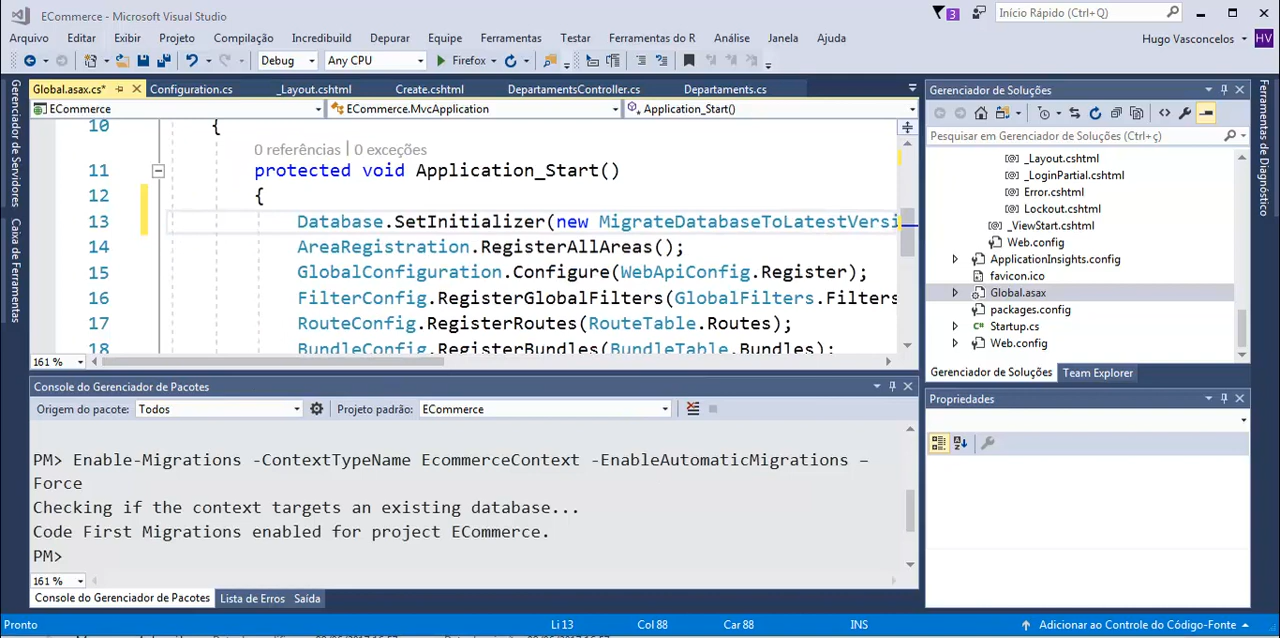 ECommerce - Microsoft Visual Studio
3
Início Rápido (Ctrl+Q)
Arquivo Editar Exibir Projeto Compilação Incredibuild Depurar Equipe Ferramentas Testar Ferramentas do R Análise Janela Ajuda
Hugo Vasconcelos
HV
Debug Any CPU Firefox
Global.asax.cs* Configuration.cs _Layout.cshtml Create.cshtml DepartamentsController.cs Departaments.cs
ECommerce ECommerce.MvcApplication Application_Start()
10 {
0 referências | 0 exceções
11 protected void Application_Start()
12 {
13 Database.SetInitializer(new MigrateDatabaseToLatestVersi
14 AreaRegistration.RegisterAllAreas();
15 GlobalConfiguration.Configure(WebApiConfig.Register);
16 FilterConfig.RegisterGlobalFilters(GlobalFilters.Filters
17 RouteConfig.RegisterRoutes(RouteTable.Routes);
18 BundleConfig.RegisterBundles(BundleTable.Bundles);
161 %
Console do Gerenciador de Pacotes
Origem do pacote: Todos Projeto padrão: ECommerce
PM> Enable-Migrations -ContextTypeName EcommerceContext -EnableAutomaticMigrations –
Force
Checking if the context targets an existing database...
Code First Migrations enabled for project ECommerce.
PM>
161 %
Console do Gerenciador de Pacotes Lista de Erros Saída
Gerenciador de Servidores
Caixa de Ferramentas
Gerenciador de Soluções
Pesquisar em Gerenciador de Soluções (Ctrl+ç)
_Layout.cshtml
_LoginPartial.cshtml
Error.cshtml
Lockout.cshtml
_ViewStart.cshtml
Web.config
ApplicationInsights.config
favicon.ico
Global.asax
packages.config
Startup.cs
Web.config
Gerenciador de Soluções Team Explorer
Propriedades
Ferramentas de Diagnóstico
Pronto Li 13 Col 88 Car 88 INS Adicionar ao Controle do Código-Fonte